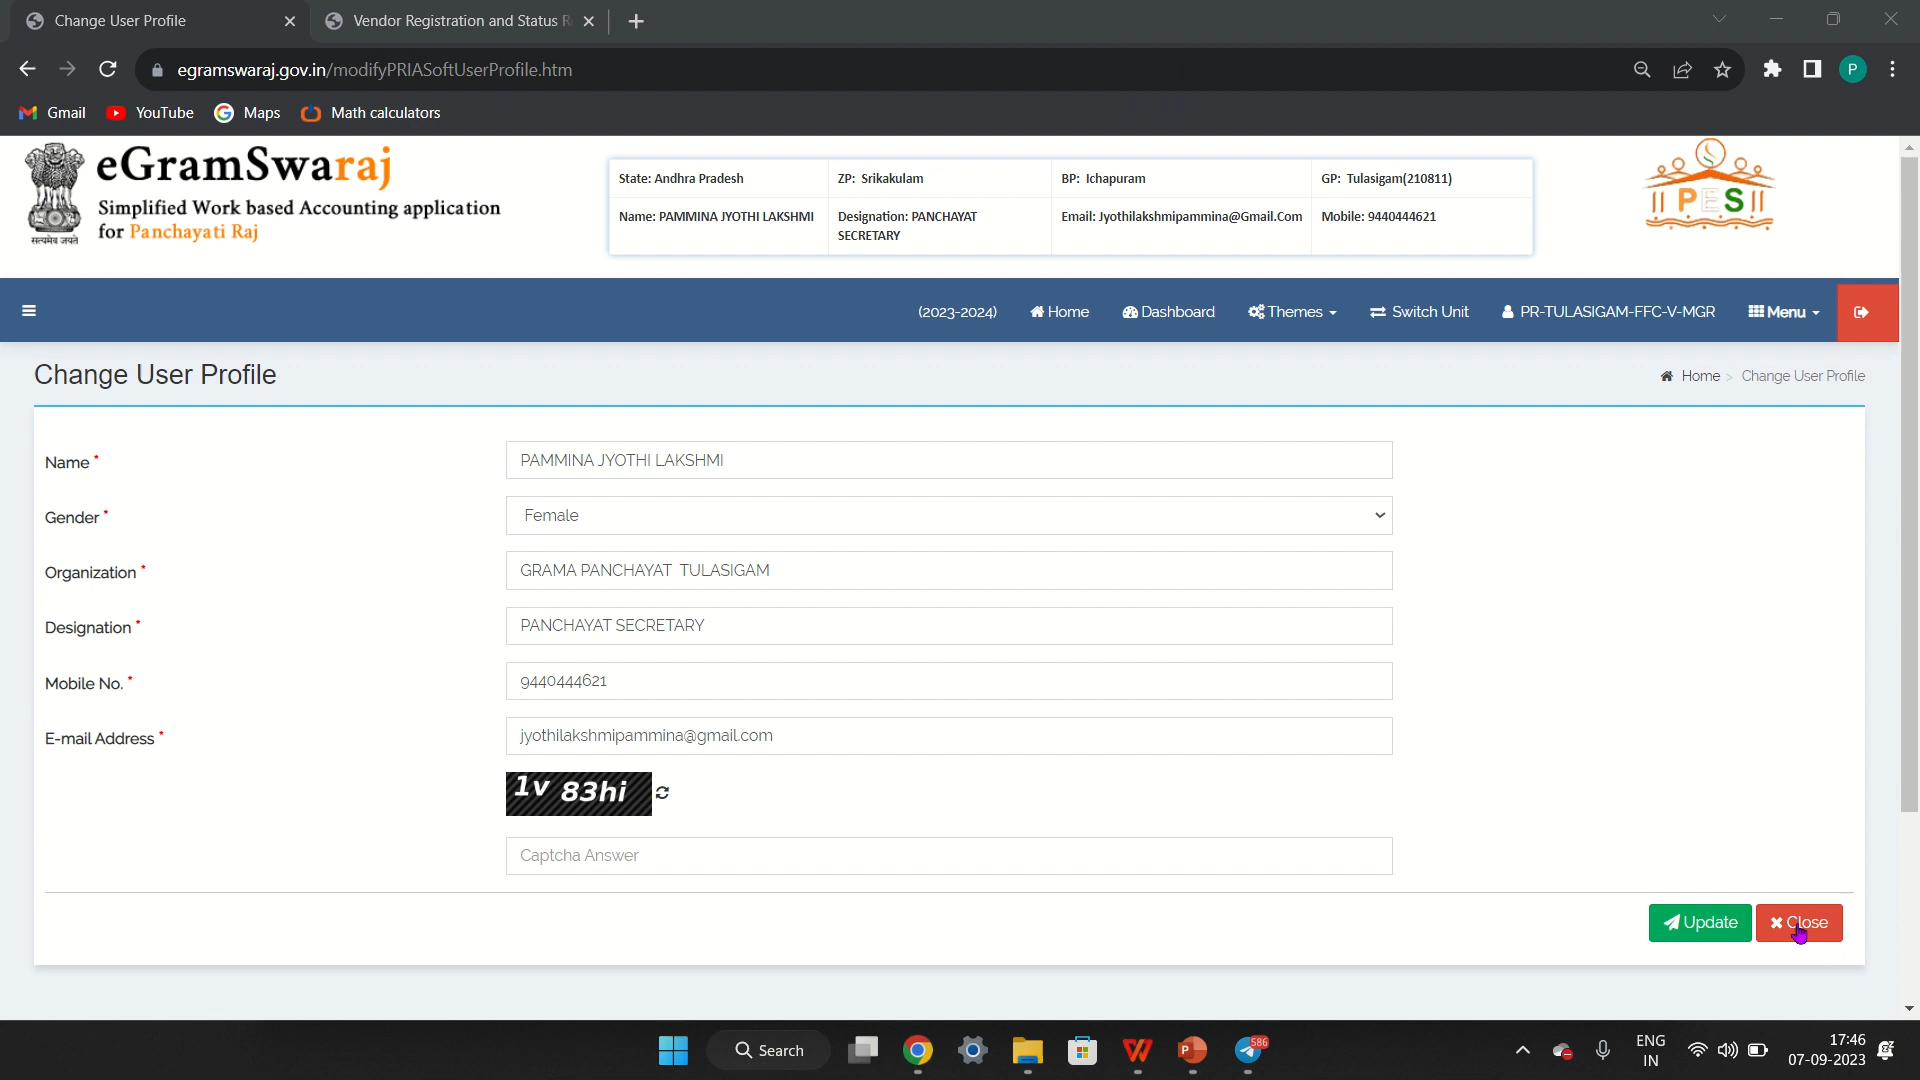 Change User Profile
Vendor Registration and Status
egramswaraj.gov.in/modifyPRIASoftUserProfile.htm
P
Gmail
YouTube
Maps
Math calculators
सत्यमेव जयते
eGramSwaraj
Simplified Work based Accounting application
for Panchayati Raj
State: Andhra Pradesh
ZP: Srikakulam
BP: Ichapuram
GP: Tulasigam(210811)
Name: PAMMINA JYOTHI LAKSHMI
Designation: PANCHAYAT
SECRETARY
Email: Jyothilakshmipammina@Gmail.Com
Mobile: 9440444621
PES
(2023-2024)
Home
Dashboard
Themes
Switch Unit
PR-TULASIGAM-FFC-V-MGR
Menu
Change User Profile
Home > Change User Profile
Name *
PAMMINA JYOTHI LAKSHMI
Gender *
Female
Organization *
GRAMA PANCHAYAT TULASIGAM
Designation *
PANCHAYAT SECRETARY
Mobile No. *
9440444621
E-mail Address *
jyothilakshmipammina@gmail.com
1v 83hi
Captcha Answer
Update
Close
Search
586
ENG
IN
17:46
07-09-2023